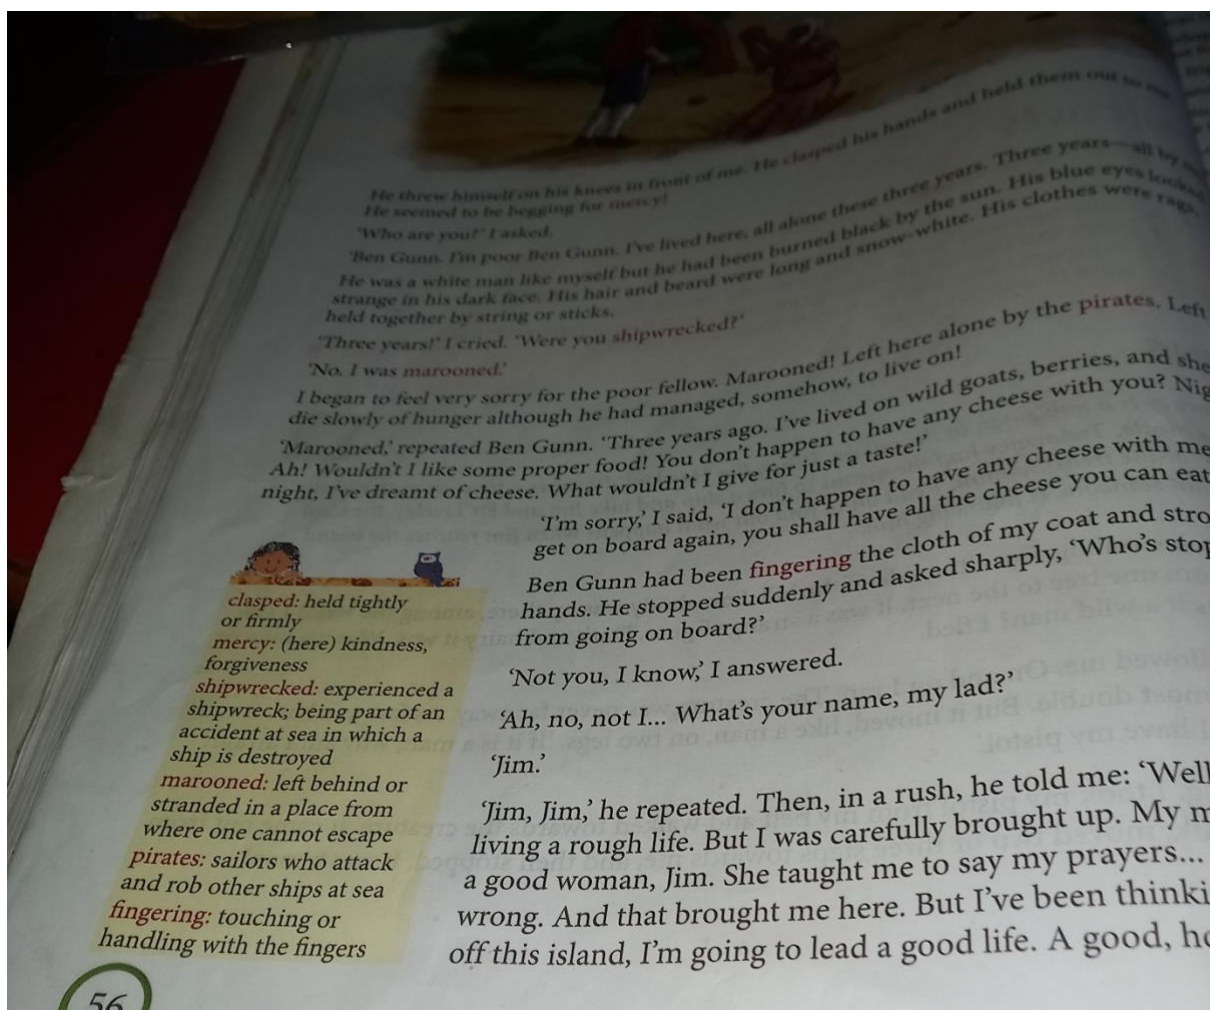 He threw himself on his knees in front of me. He clasped his hands and held them out to me
He seemed to be begging for mercy!
'Who are you?' I asked.
'Ben Gunn. I'm poor Ben Gunn. I've lived here, all alone these three years. Three years—all by
He was a white man like myself but he had been burned black by the sun. His blue eyes looked
strange in his dark face. His hair and beard were long and snow-white. His clothes were rags,
held together by string or sticks.
'Three years!' I cried. 'Were you shipwrecked?'
'No. I was marooned.'
I began to feel very sorry for the poor fellow. Marooned! Left here alone by the pirates. Left
die slowly of hunger although he had managed, somehow, to live on!
'Marooned,' repeated Ben Gunn. 'Three years ago. I've lived on wild goats, berries, and she
Ah! Wouldn't I like some proper food! You don't happen to have any cheese with you? Nig
night, I've dreamt of cheese. What wouldn't I give for just a taste!'
'I'm sorry,' I said, 'I don't happen to have any cheese with me
get on board again, you shall have all the cheese you can eat
Ben Gunn had been fingering the cloth of my coat and stro
hands. He stopped suddenly and asked sharply, 'Who's stop
from going on board?'
'Not you, I know,' I answered.
'Ah, no, not I... What's your name, my lad?'
'Jim.'
'Jim, Jim,' he repeated. Then, in a rush, he told me: 'Well
living a rough life. But I was carefully brought up. My m
a good woman, Jim. She taught me to say my prayers...
wrong. And that brought me here. But I've been thinki
off this island, I'm going to lead a good life. A good, ho
clasped: held tightly
or firmly
mercy: (here) kindness,
forgiveness
shipwrecked: experienced a
shipwreck; being part of an
accident at sea in which a
ship is destroyed
marooned: left behind or
stranded in a place from
where one cannot escape
pirates: sailors who attack
and rob other ships at sea
fingering: touching or
handling with the fingers
56